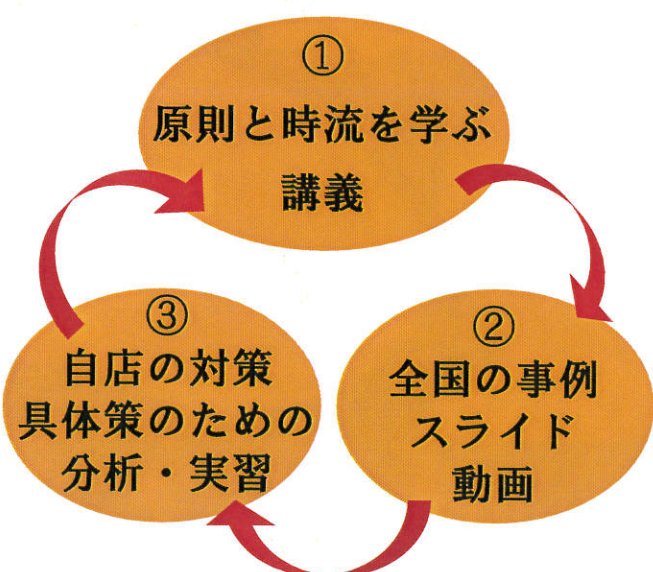 ①
原則と時流を学ぶ
講義
②
全国の事例
スライド
動画
③
自店の対策
具体策のための
分析・実習